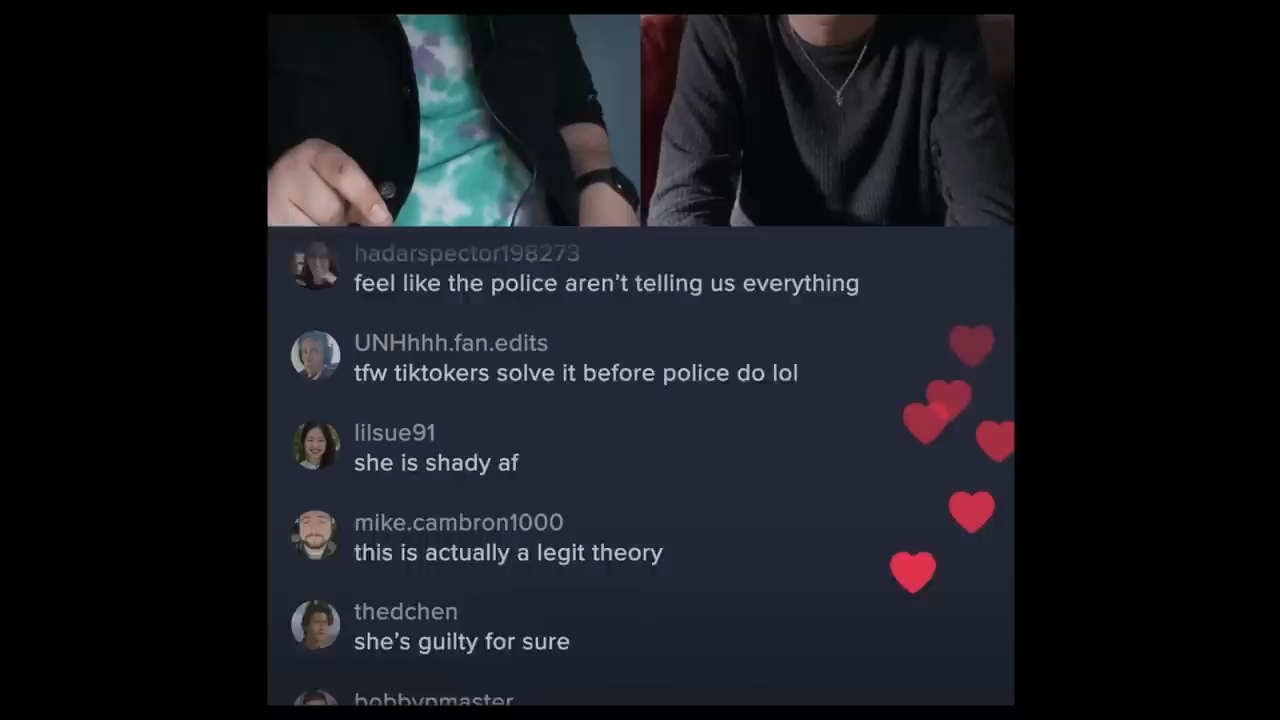 hadarspector198273
feel like the police aren't telling us everything
UNHhhh.fan.edits
tfw tiktokers solve it before police do lol
lilsue91
she is shady af
mike.cambron1000
this is actually a legit theory
thedchen
she's guilty for sure